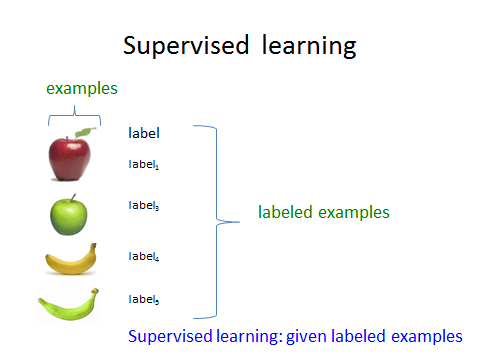 Supervised learning
examples
label
label₁
label₃
label₄
label₅
labeled examples
Supervised learning: given labeled examples